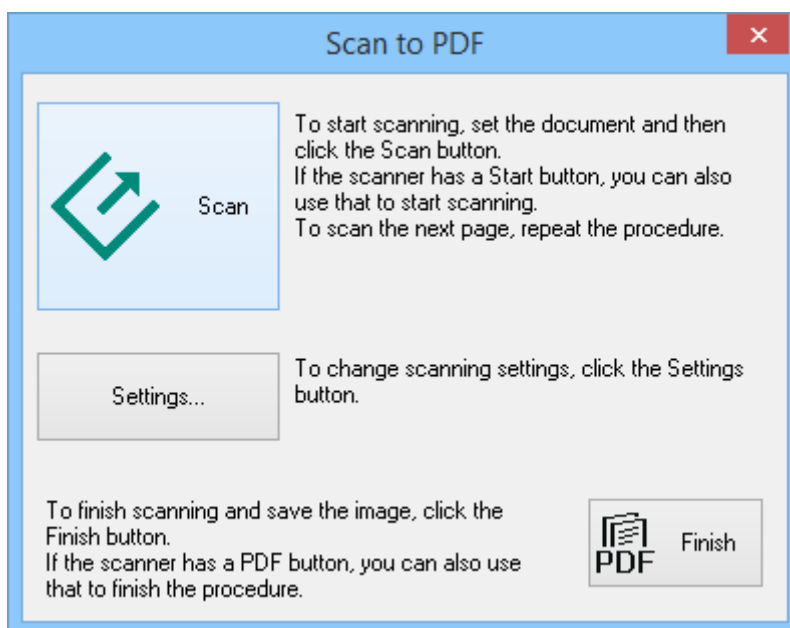 Scan to PDF
To start scanning, set the document and then
click the Scan button.
If the scanner has a Start button, you can also
use that to start scanning.
To scan the next page, repeat the procedure.
Scan
To change scanning settings, click the Settings
button.
Settings...
To finish scanning and save the image, click the
Finish button.
If the scanner has a PDF button, you can also use
that to finish the procedure.
PDF
Finish